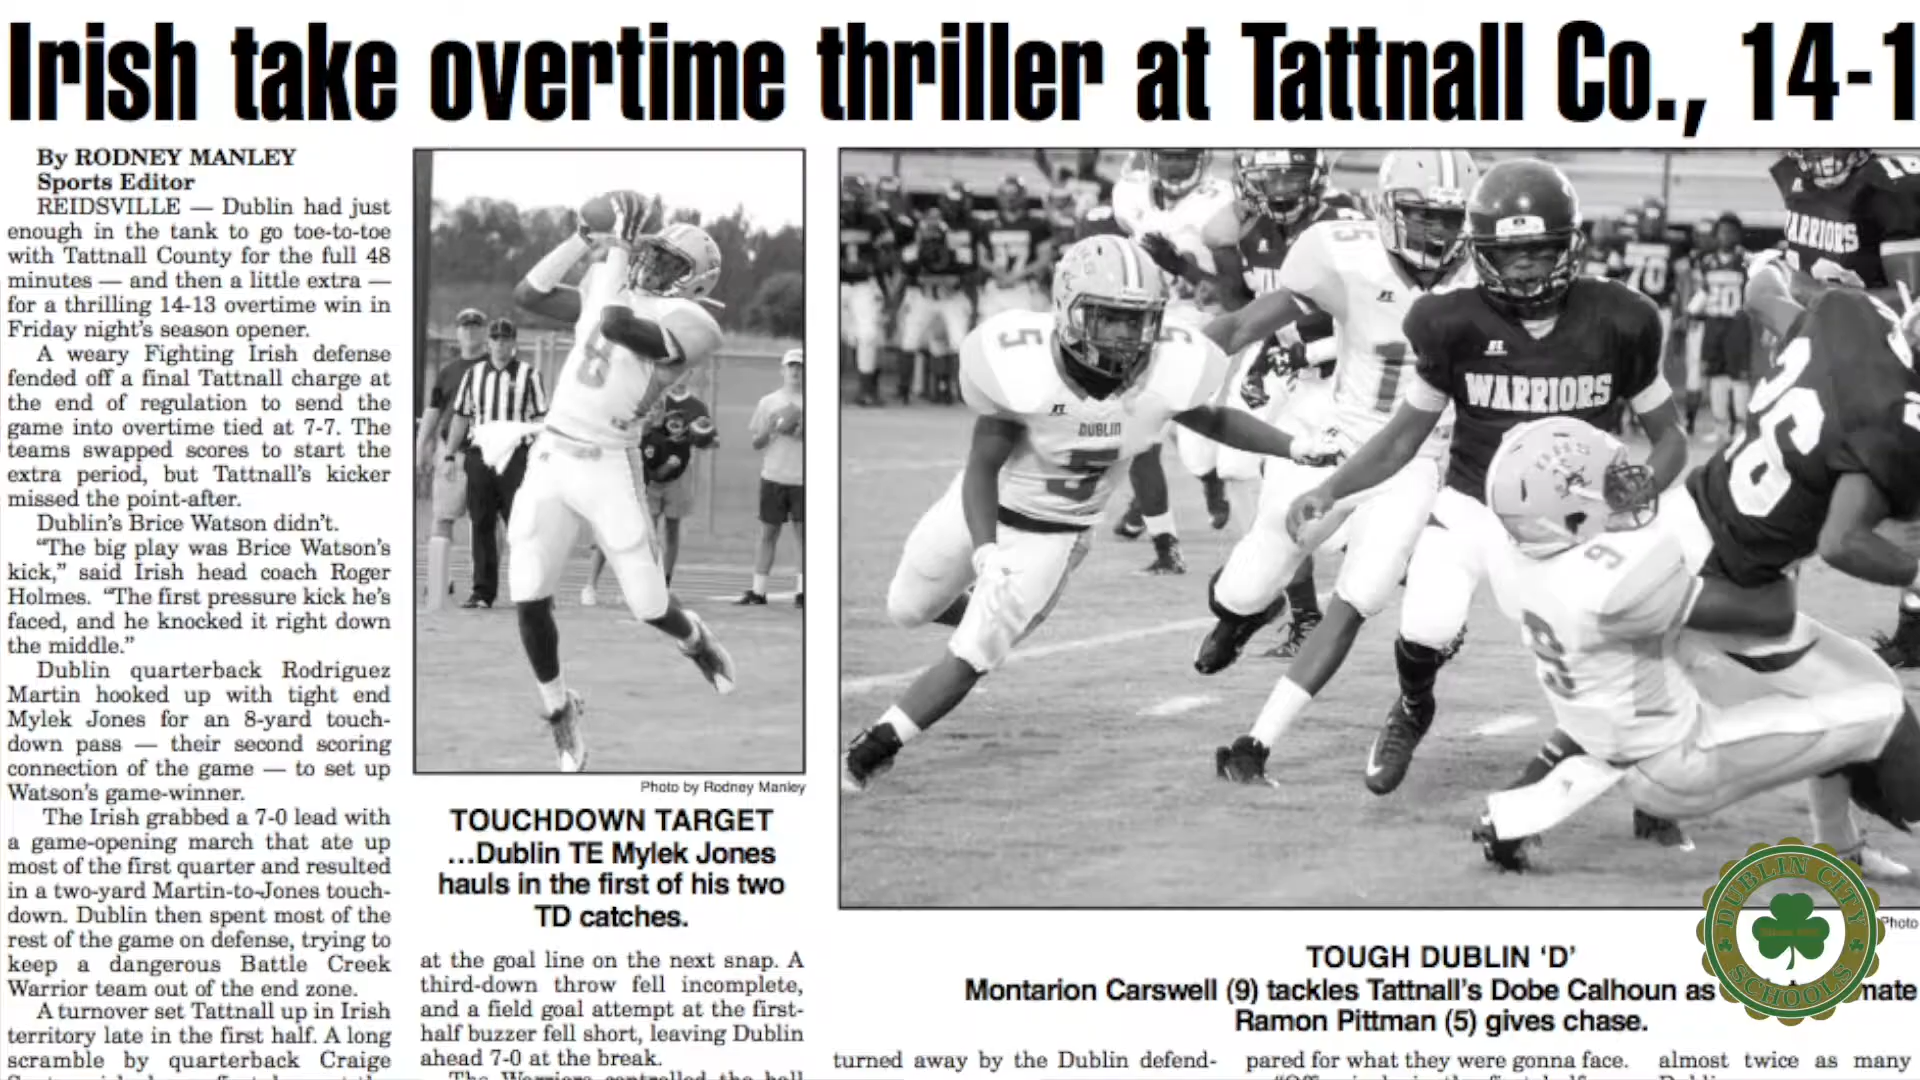 Irish take overtime thriller at Tattnall Co., 14-1
By RODNEY MANLEY
Sports Editor
REIDSVILLE — Dublin had just
enough in the tank to go toe-to-toe
with Tattnall County for the full 48
minutes — and then a little extra —
for a thrilling 14-13 overtime win in
Friday night's season opener.
A weary Fighting Irish defense
fended off a final Tattnall charge at
the end of regulation to send the
game into overtime tied at 7-7. The
teams swapped scores to start the
extra period, but Tattnall's kicker
missed the point-after.
Dublin's Brice Watson didn't.
"The big play was Brice Watson's
kick," said Irish head coach Roger
Holmes. "The first pressure kick he's
faced, and he knocked it right down
the middle."
Dublin quarterback Rodriguez
Martin hooked up with tight end
Mylek Jones for an 8-yard touch-
down pass — their second scoring
connection of the game — to set up
Watson's game-winner.
The Irish grabbed a 7-0 lead with
a game-opening march that ate up
most of the first quarter and resulted
in a two-yard Martin-to-Jones touch-
down. Dublin then spent most of the
rest of the game on defense, trying to
keep a dangerous Battle Creek
Warrior team out of the end zone.
A turnover set Tattnall up in Irish
territory late in the first half. A long
scramble by quarterback Craige
8
Photo by Rodney Manley
TOUCHDOWN TARGET
...Dublin TE Mylek Jones
hauls in the first of his two
TD catches.
at the goal line on the next snap. A
third-down throw fell incomplete,
and a field goal attempt at the first-
half buzzer fell short, leaving Dublin
ahead 7-0 at the break.
The Warriors controlled the ball
5
DUBLIN
5
15
WARRIORS
WARRIORS
70
20
36
9
Photo
TOUGH DUBLIN 'D'
Montarion Carswell (9) tackles Tattnall's Dobe Calhoun as mate
Ramon Pittman (5) gives chase.
turned away by the Dublin defend-
pared for what they were gonna face.
almost twice as many
DUBLIN CITY
SCHOOLS